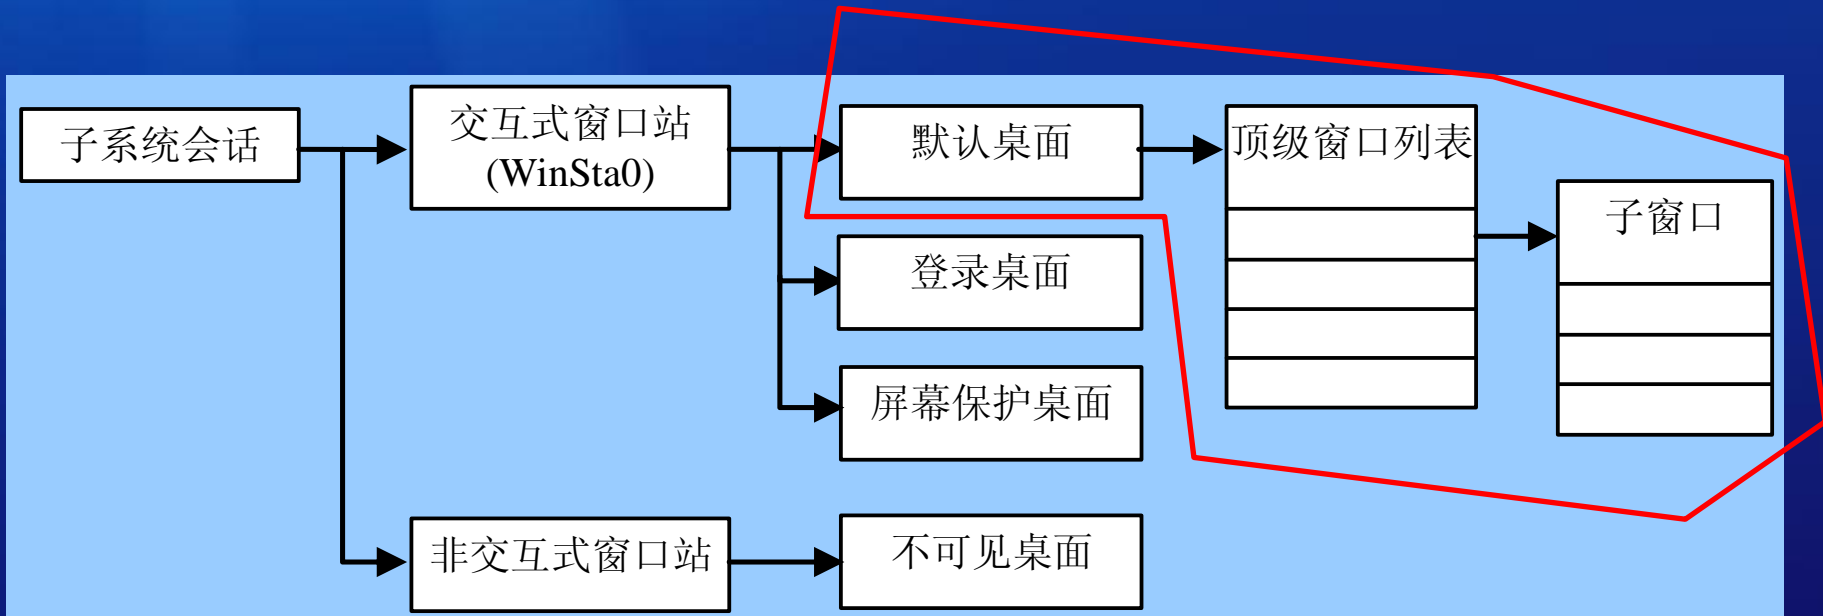 子系统会话
交互式窗口站
(WinSta0)
默认桌面
顶级窗口列表
子窗口
登录桌面
屏幕保护桌面
非交互式窗口站
不可见桌面